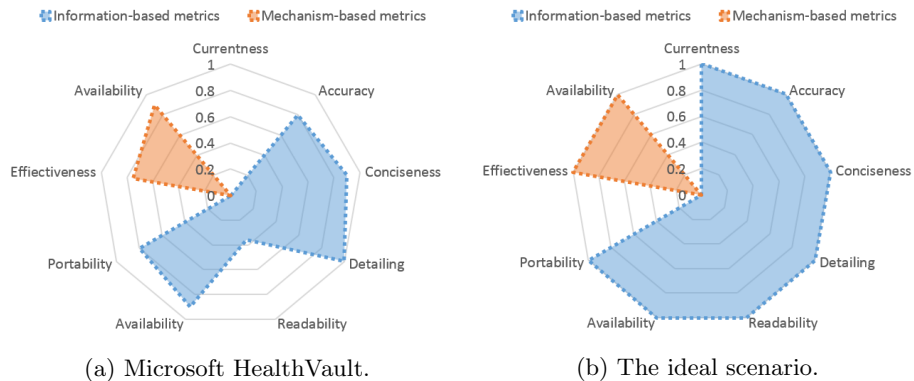 Information-based metrics Mechanism-based metrics
Currentness
1
Availability
Accuracy
0.8
0.6
0.4
Effiectiveness
0.2
Conciseness
0
Portability
Detailing
Availability
Readability
(a) Microsoft HealthVault.
Information-based metrics Mechanism-based metrics
Currentness
1
Availability
Accuracy
0.8
0.6
0.4
Effiectiveness
0.2
Conciseness
0
Portability
Detailing
Availability
Readability
(b) The ideal scenario.